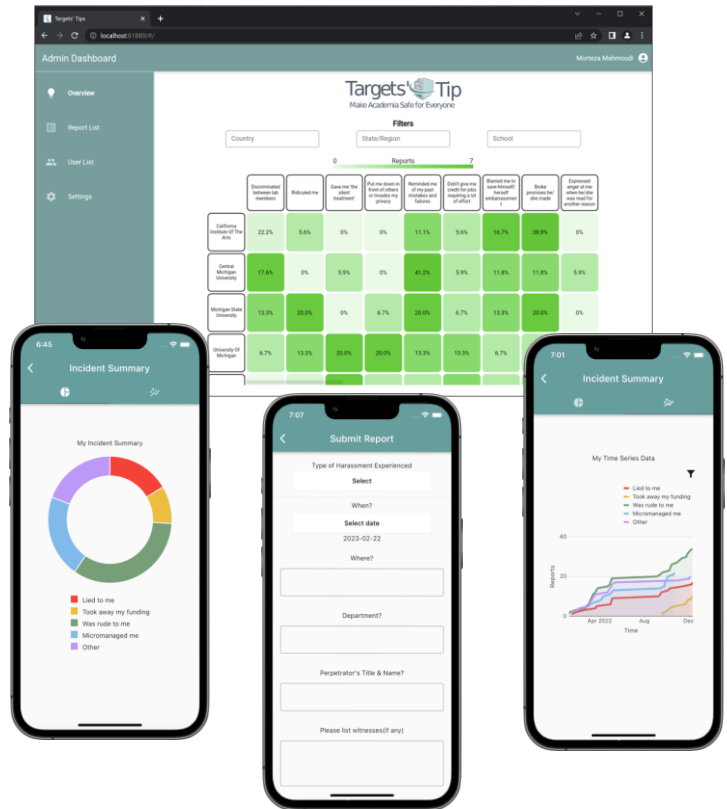 Targets' Tips
localhost:61889/#/
Admin Dashboard
Morteza Mahmoudi
Overview
Report List
User List
Settings
Targets' Tip
Make Academia Safe for Everyone
Filters
Country
State/Region
School
0 Reports 7
Discriminated between lab members
Ridiculed me
Gave me 'the silent treatment'
Put me down in front of others or invades my privacy
Reminded me of my past mistakes and failures
Didn't give me credit for jobs requiring a lot of effort
Blamed me to save himself/ herself embarrassment
Broke promises he/ she made
Expressed anger at me when he/she was mad for another reason
California Institute Of The Arts
22.2% 5.6% 0% 0% 11.1% 5.6% 16.7% 38.9% 0%
Central Michigan University
17.6% 0% 5.9% 0% 41.2% 5.9% 11.8% 11.8% 5.9%
Michigan State University
13.3% 20.0% 0% 6.7% 20.0% 6.7% 13.3% 20.0% 0%
University Of Michigan
6.7% 13.3% 20.0% 20.0% 13.3% 13.3% 6.7%
6:45
Incident Summary
My Incident Summary
Lied to me
Took away my funding
Was rude to me
Micromanaged me
Other
7:07
Submit Report
Type of Harassment Experienced
Select
When?
Select date
2023-02-22
Where?
Department?
Perpetrator's Title & Name?
Please list witnesses(if any)
7:01
Incident Summary
My Time Series Data
Lied to me
Took away my funding
Was rude to me
Micromanaged me
Other
40
20
0
Reports
Apr 2022 Aug Dec
Time